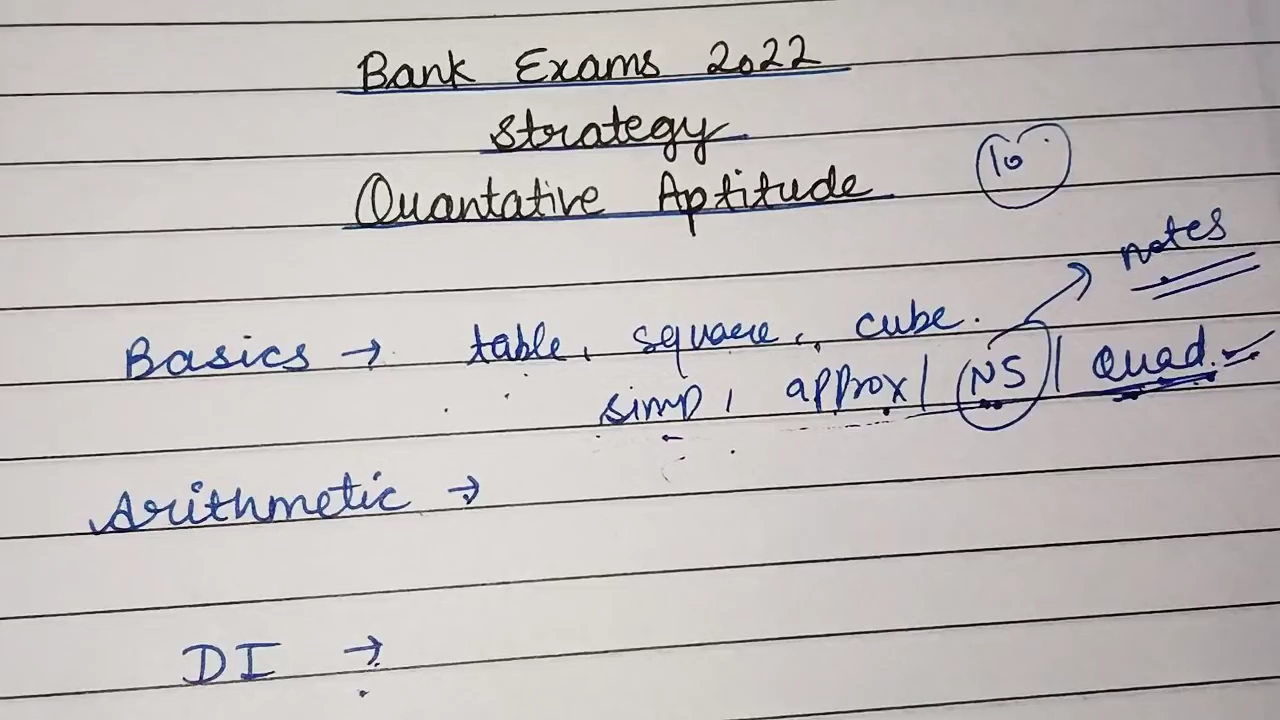 Bank Exams 2022
Strategy
Quantative Aptitude
10
notes
Basics → table, square, cube.
simp, approx / NS / Quad.
Arithmetic →
DI →